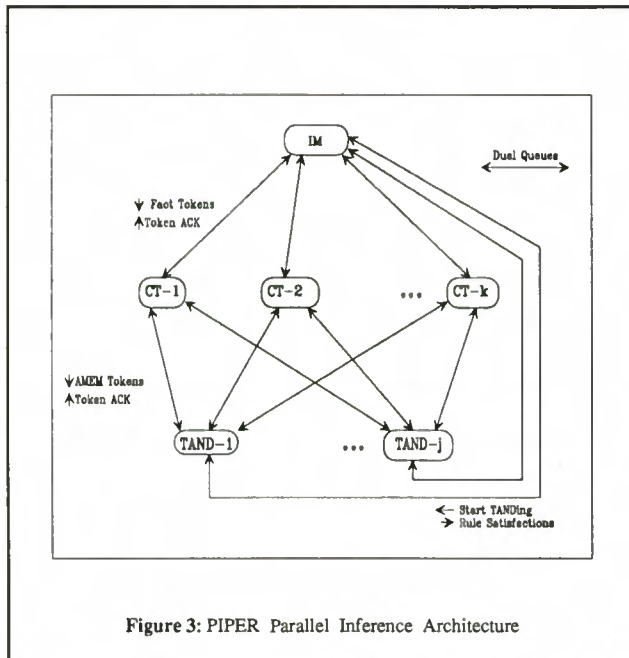 IM
Dual Queues
↓ Fact Tokens
↑Token ACK
CT-1
CT-2
...
CT-k
↓AMEM Tokens
↑Token ACK
TAND-1
...
TAND-j
← Start TANDing
→ Rule Satisfactions
Figure 3: PIPER Parallel Inference Architecture